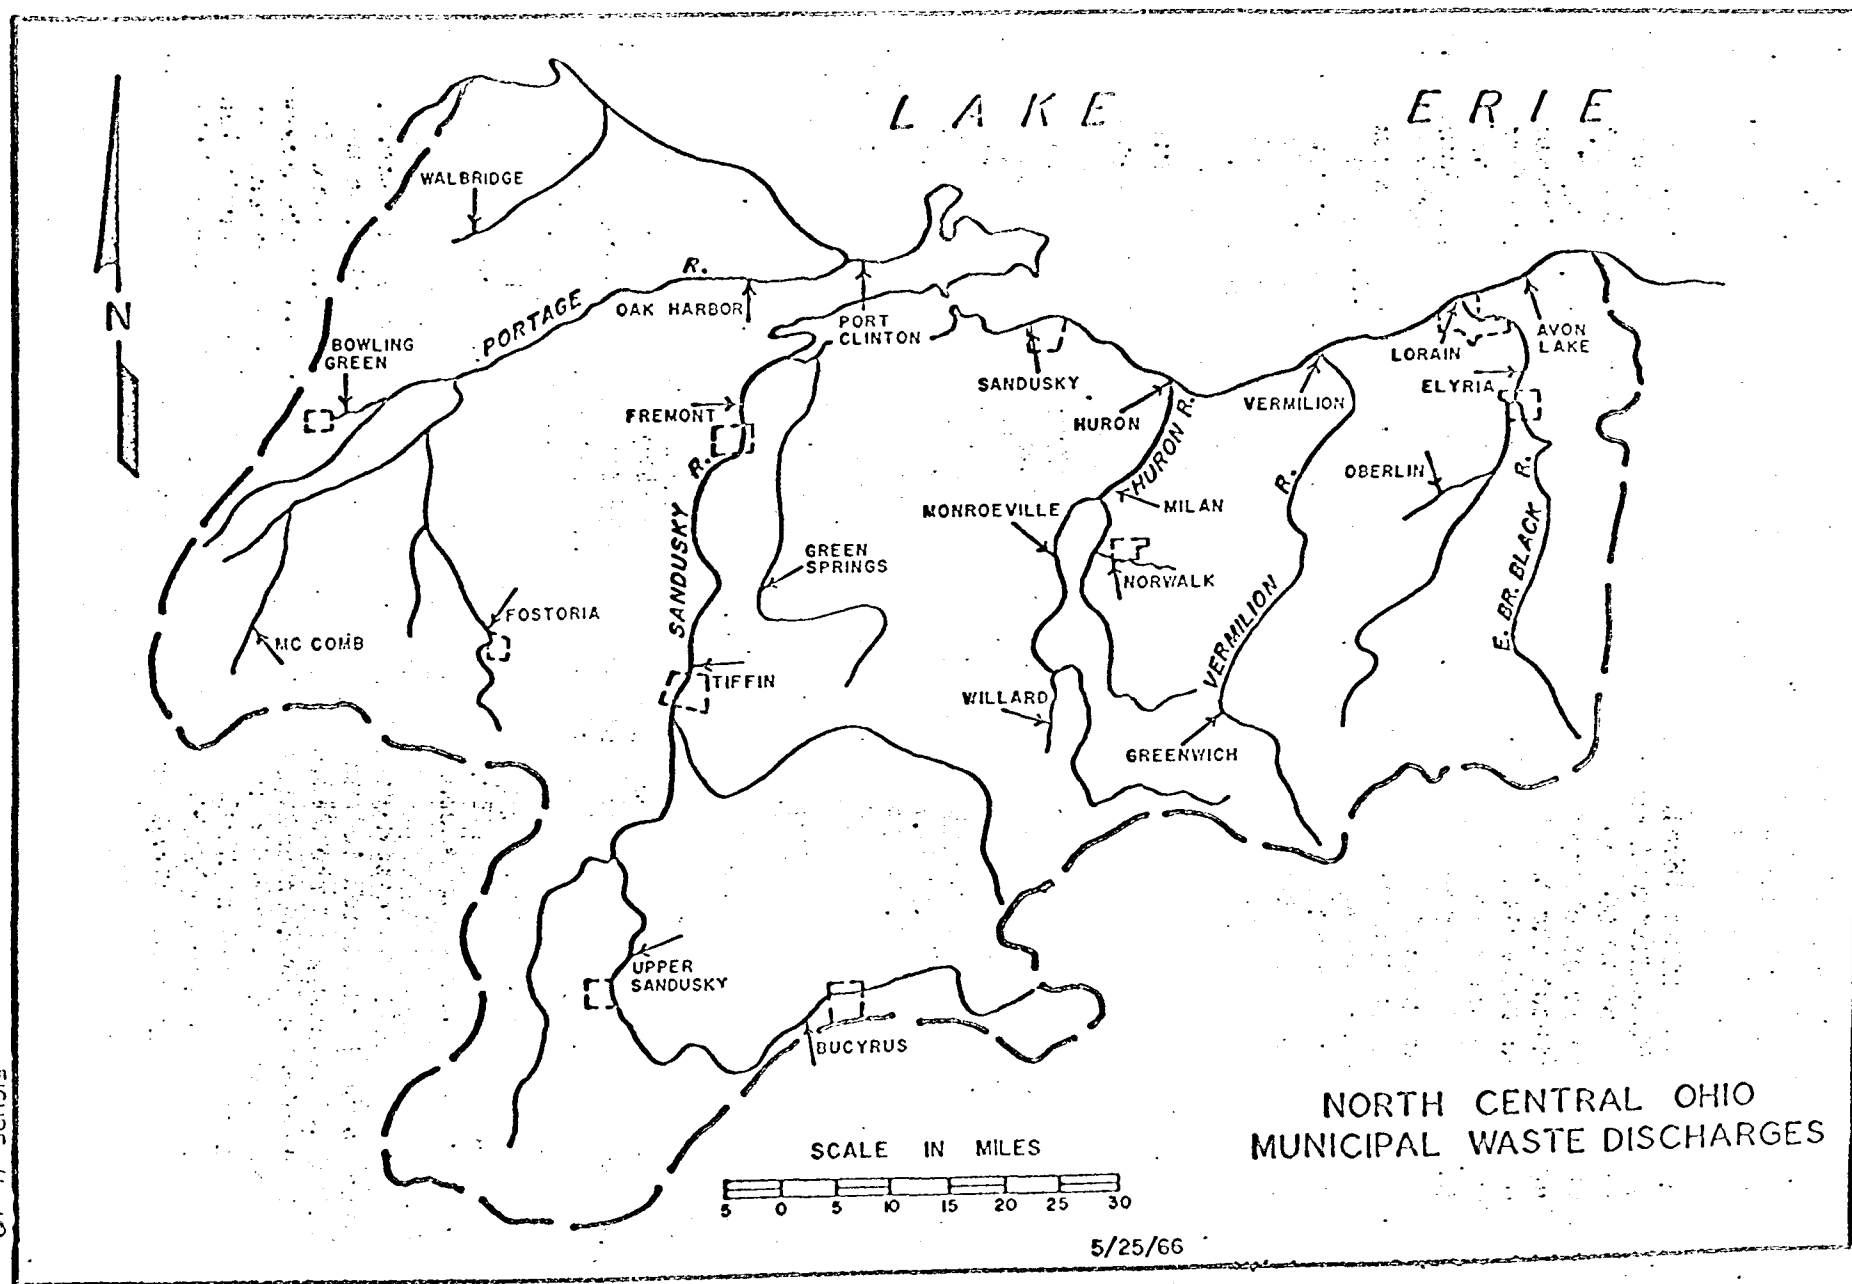 LAKE ERIE
WALBRIDGE
N
PORTAGE R.
OAK HARBOR
PORT
CLINTON
BOWLING
GREEN
FREMONT
SANDUSKY R.
SANDUSKY
HURON
HURON R.
VERMILION
LORAIN
AVON
LAKE
ELYRIA
OBERLIN
MONROEVILLE
MILAN
NORWALK
GREEN
SPRINGS
FOSTORIA
MC COMB
TIFFIN
WILLARD
VERMILION R.
E. BR. BLACK R.
GREENWICH
UPPER
SANDUSKY
BUCYRUS
NORTH CENTRAL OHIO
MUNICIPAL WASTE DISCHARGES
SCALE IN MILES
5 0 5 10 15 20 25 30
5/25/66